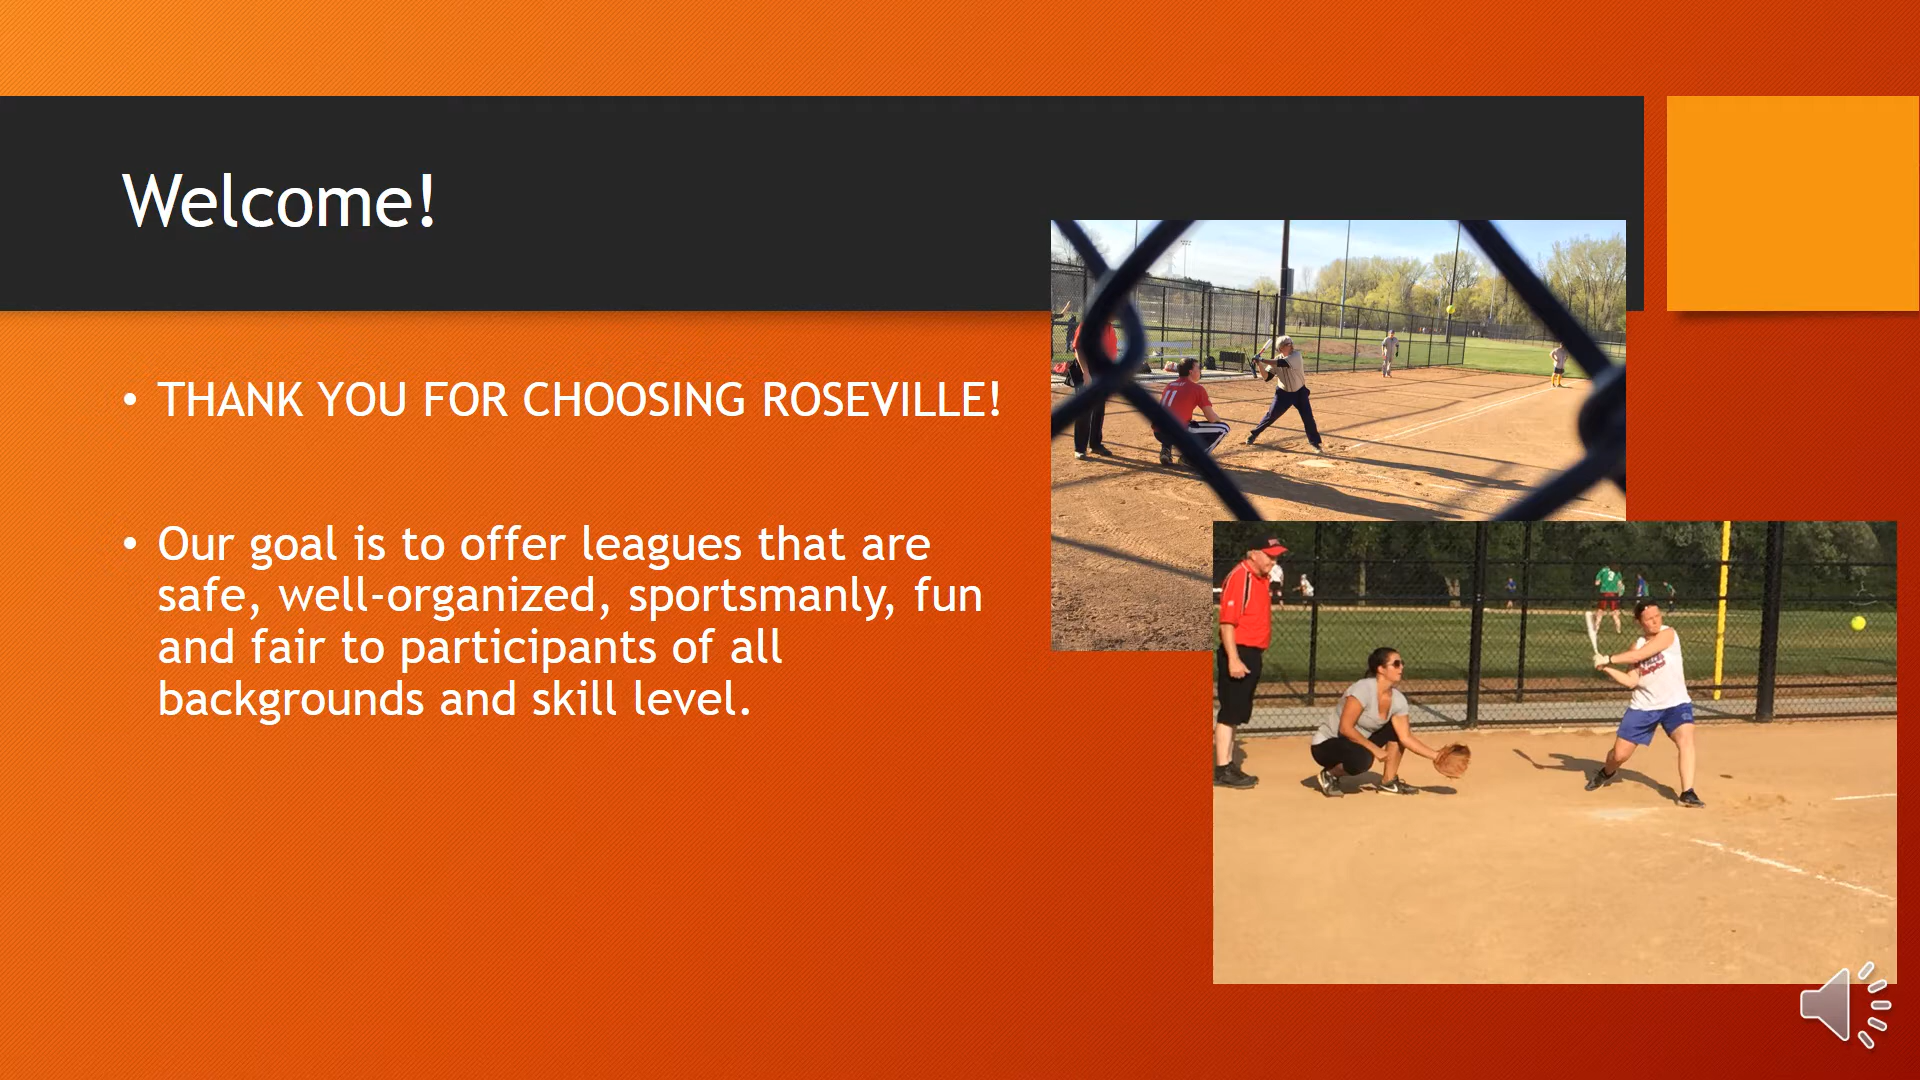 Welcome!
• THANK YOU FOR CHOOSING ROSEVILLE!
• Our goal is to offer leagues that are
safe, well-organized, sportsmanly, fun
and fair to participants of all
backgrounds and skill level.